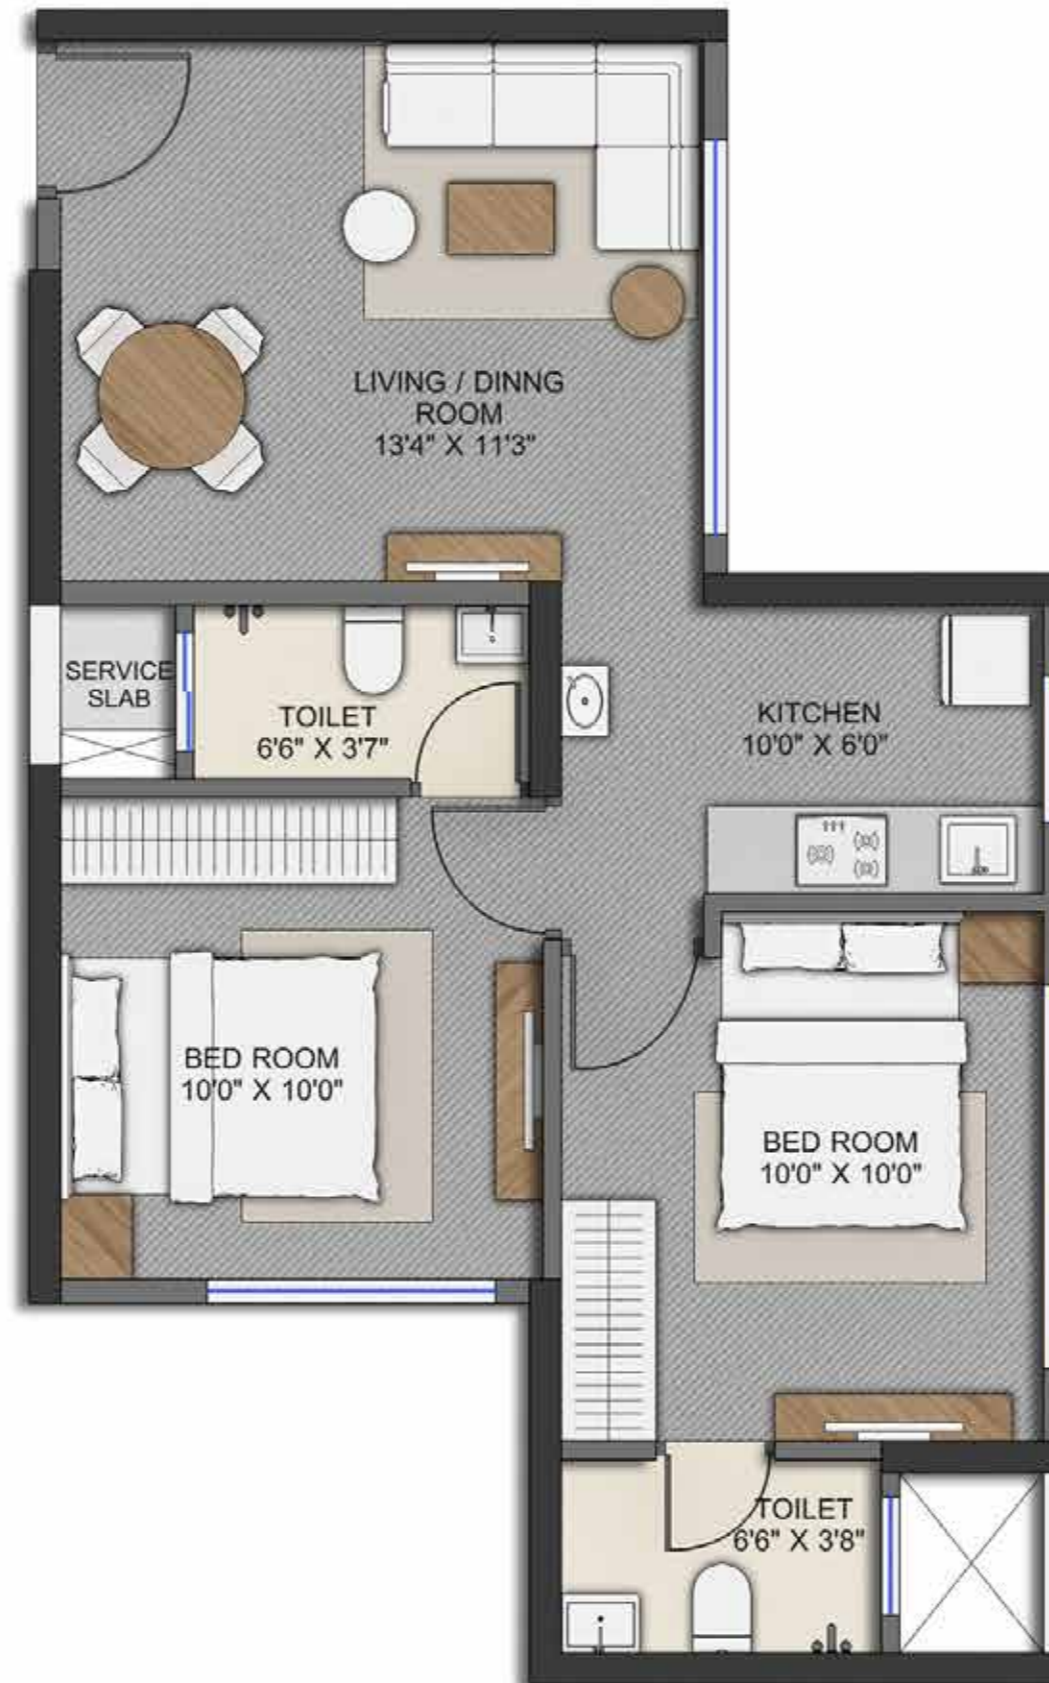 LIVING / DINNG
ROOM
13'4" X 11'3"
SERVICE
SLAB
TOILET
6'6" X 3'7"
KITCHEN
10'0" X 6'0"
BED ROOM
10'0" X 10'0"
BED ROOM
10'0" X 10'0"
TOILET
6'6" X 3'8"